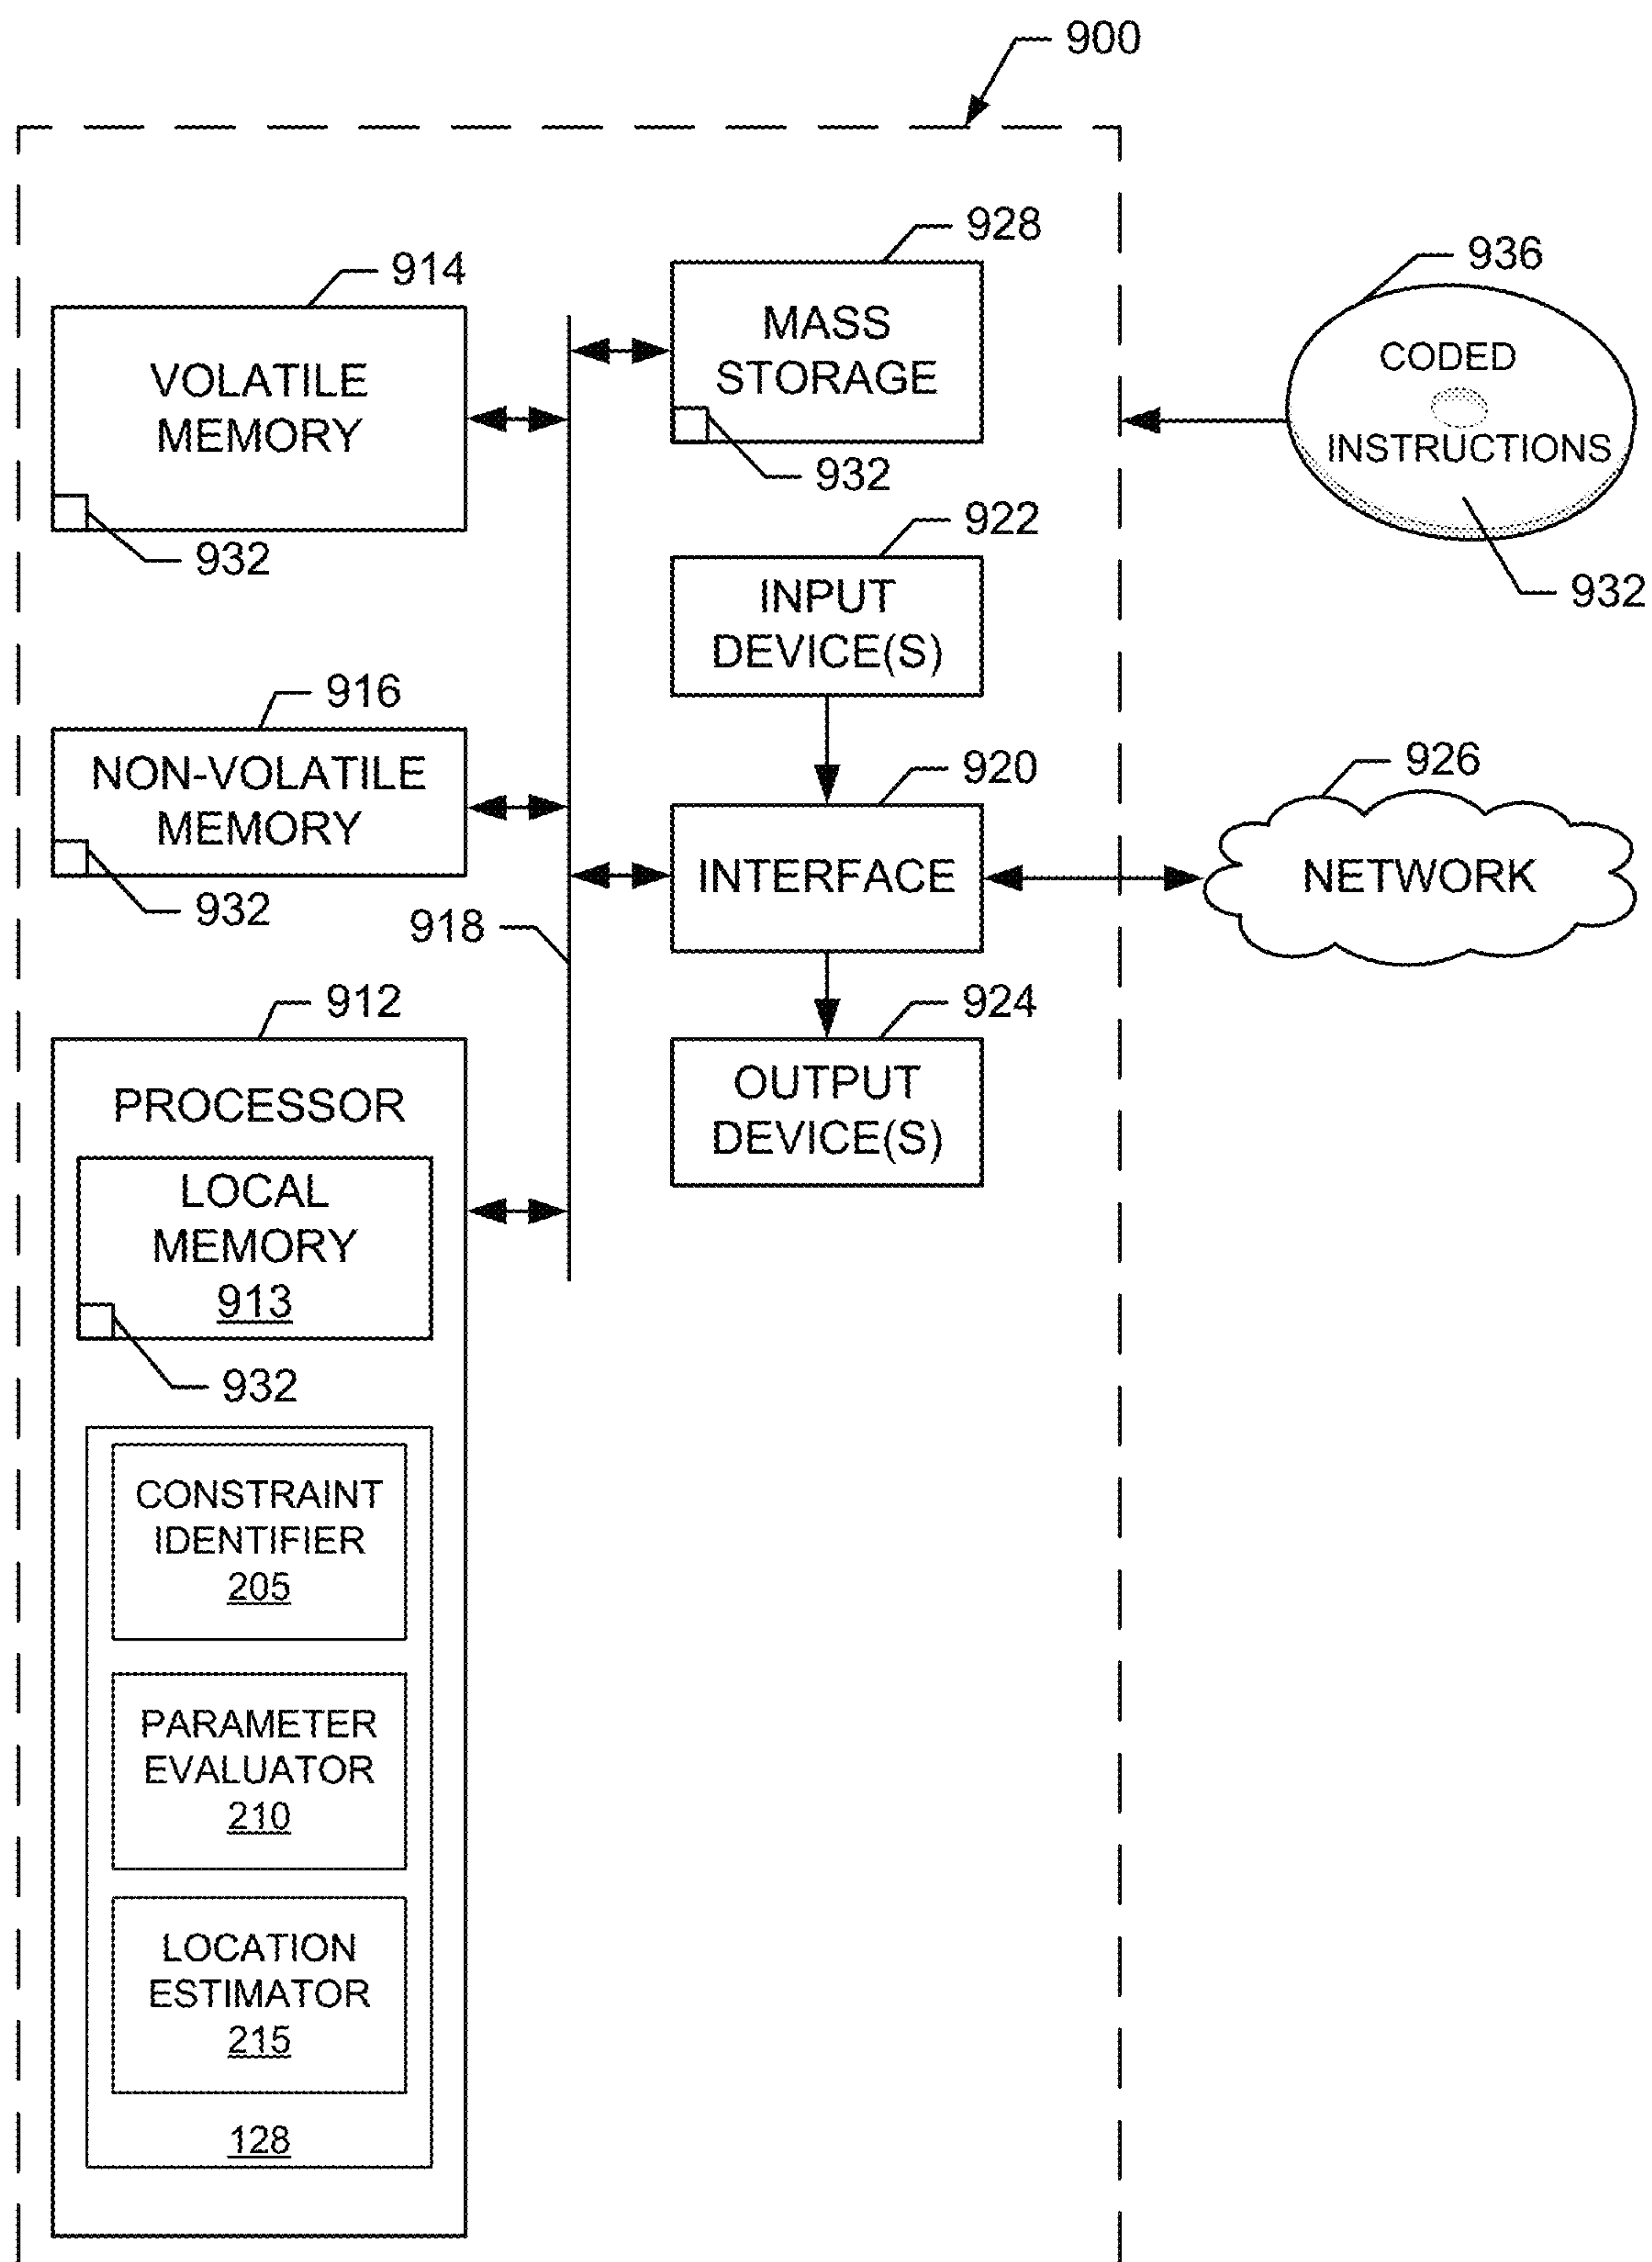 900
928
914
936
MASS
STORAGE
VOLATILE
MEMORY
CODED
INSTRUCTIONS
932
932
922
932
INPUT
DEVICE(S)
916
920
926
NON-VOLATILE
MEMORY
INTERFACE
NETWORK
932
918
912
924
PROCESSOR
OUTPUT
DEVICE(S)
LOCAL
MEMORY
913
932
CONSTRAINT
IDENTIFIER
205
PARAMETER
EVALUATOR
210
LOCATION
ESTIMATOR
215
128